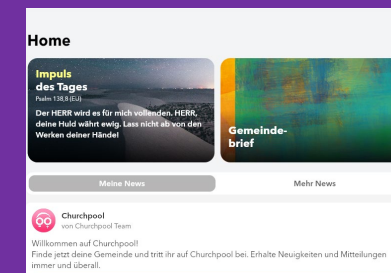 Home
Impuls
des Tages
Psalm 138,8 (EU)
Der HERR wird es für mich vollenden. HERR,
deine Huld währt ewig. Lass nicht ab von den
Werken deiner Hände!
Gemeinde-
brief
Meine News
Mehr News
Churchpool
von Churchpool Team
Willkommen auf Churchpool!
Finde jetzt deine Gemeinde und tritt ihr auf Churchpool bei. Erhalte Neuigkeiten und Mitteilungen
immer und überall.